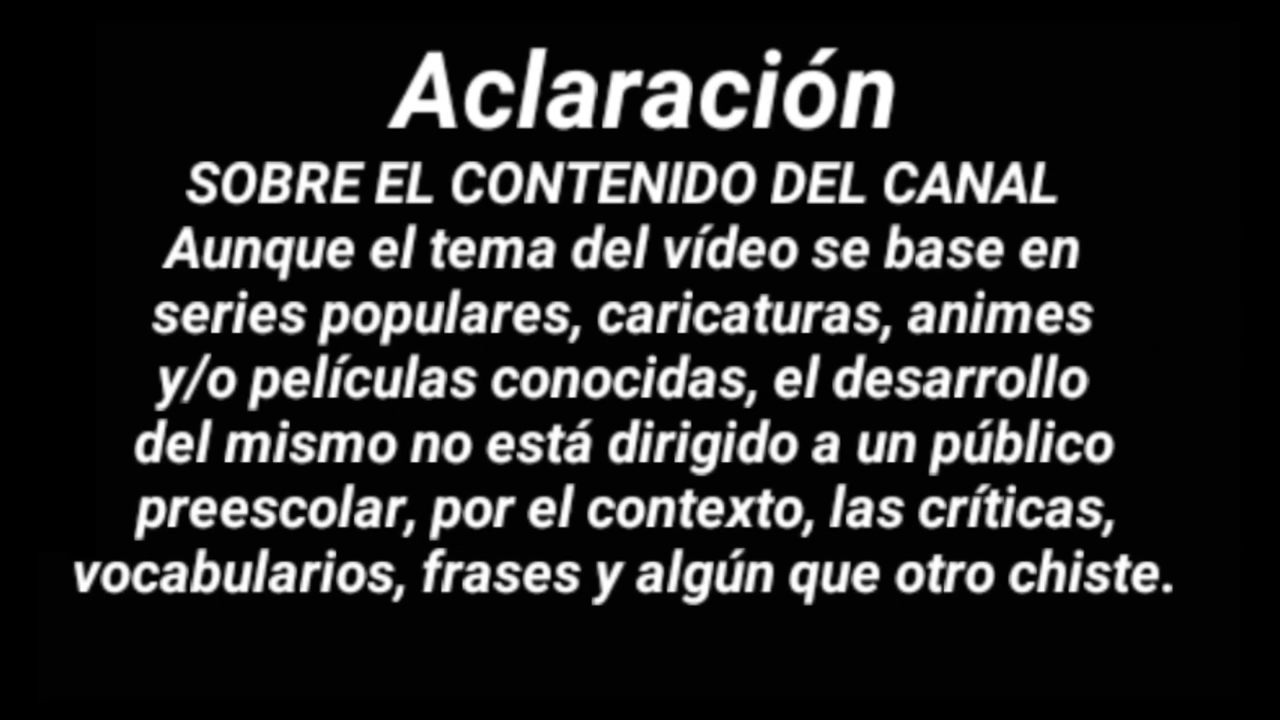 Aclaración
SOBRE EL CONTENIDO DEL CANAL
Aunque el tema del vídeo se base en
series populares, caricaturas, animes
y/o películas conocidas, el desarrollo
del mismo no está dirigido a un público
preescolar, por el contexto, las críticas,
vocabularios, frases y algún que otro chiste.